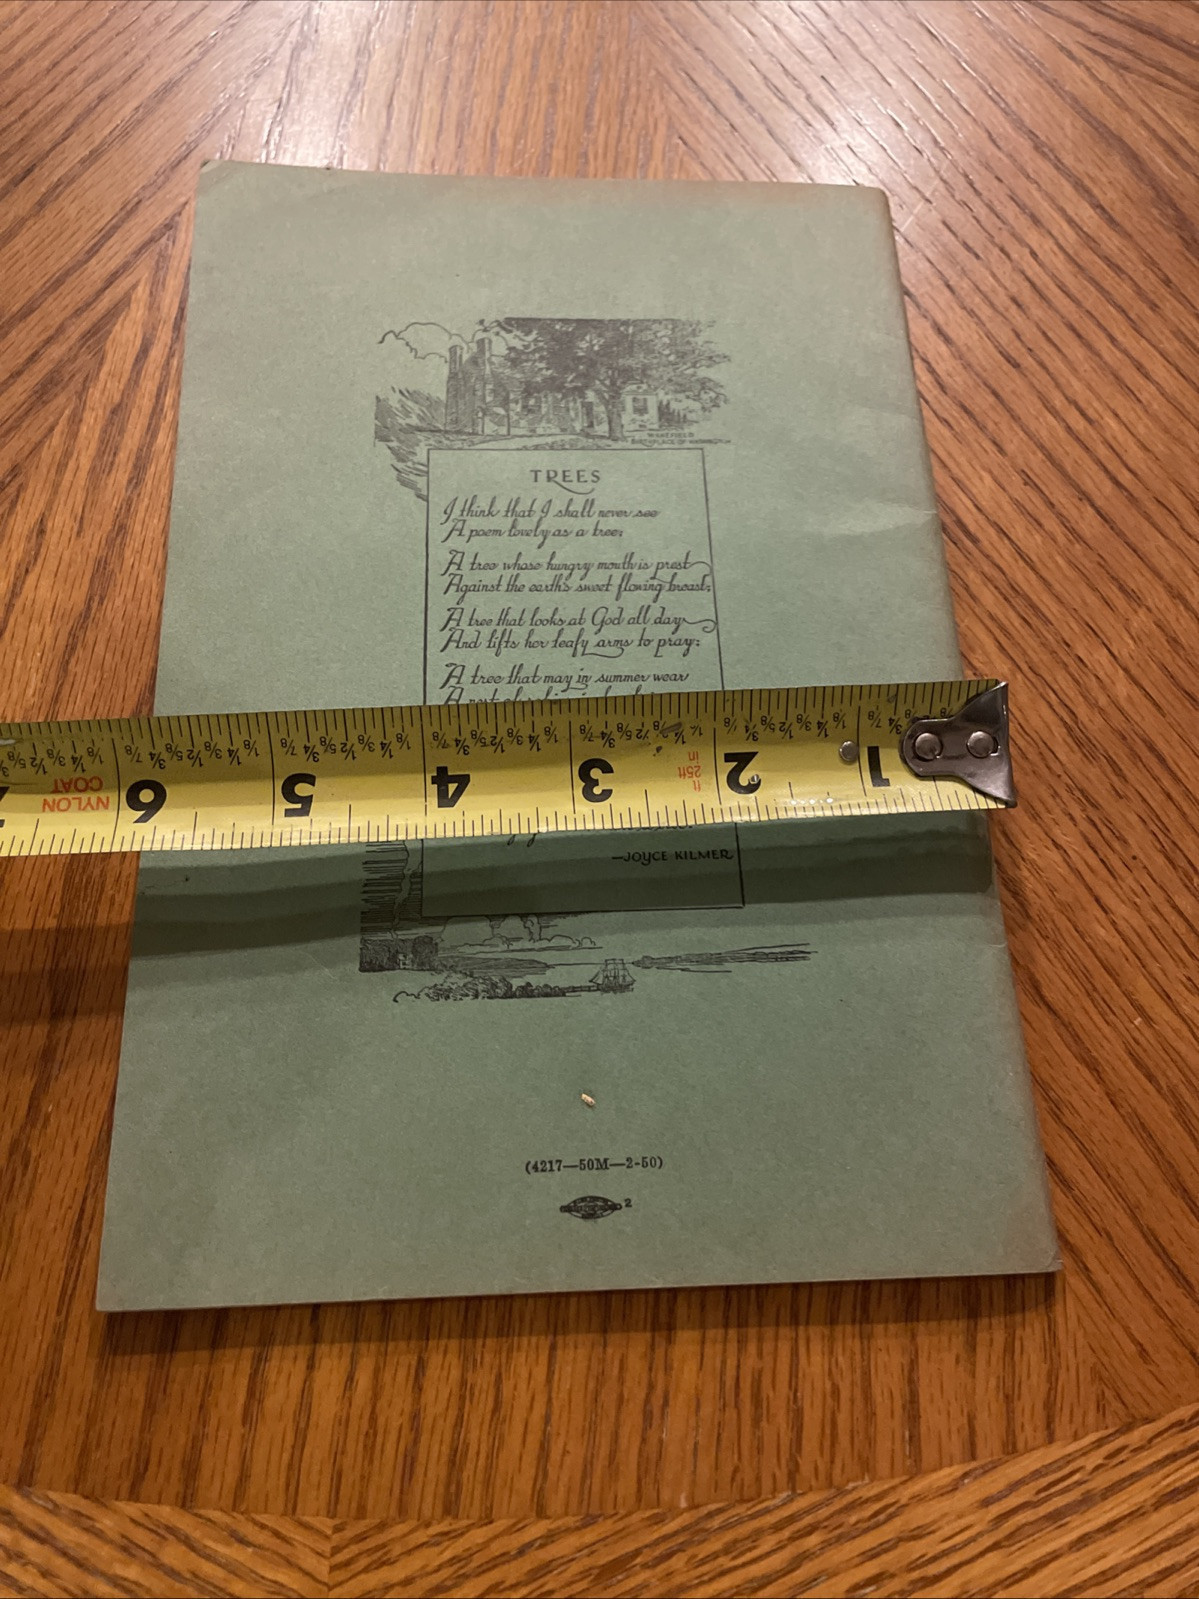 WAKEFIELD
BIRTHPLACE OF WASHINGTON
TREES
I think that I shall never see
A poem lovely as a tree;
A tree whose hungry mouth is prest
Against the earth's sweet flowing breast;
A tree that looks at God all day
And lifts her leafy arms to pray;
A tree that may in summer wear
1 2 3 4 5 6
ft
25ft
in
NYLON
COAT
—JOYCE KILMER
(4217—50M—2-50)
2